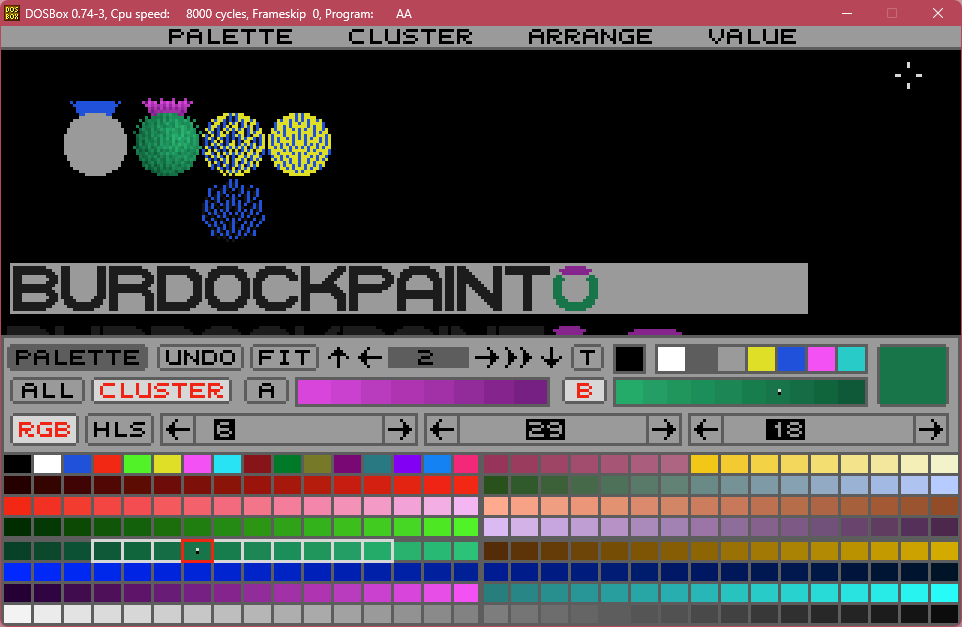 DOSBox 0.74-3, Cpu speed: 8000 cycles, Frameskip 0, Program: AA
PALETTE CLUSTER ARRANGE VALUE
BURDOCKPAINT
PALETTE UNDO FIT 2 T
ALL CLUSTER A B
RGB HLS 6 29 18